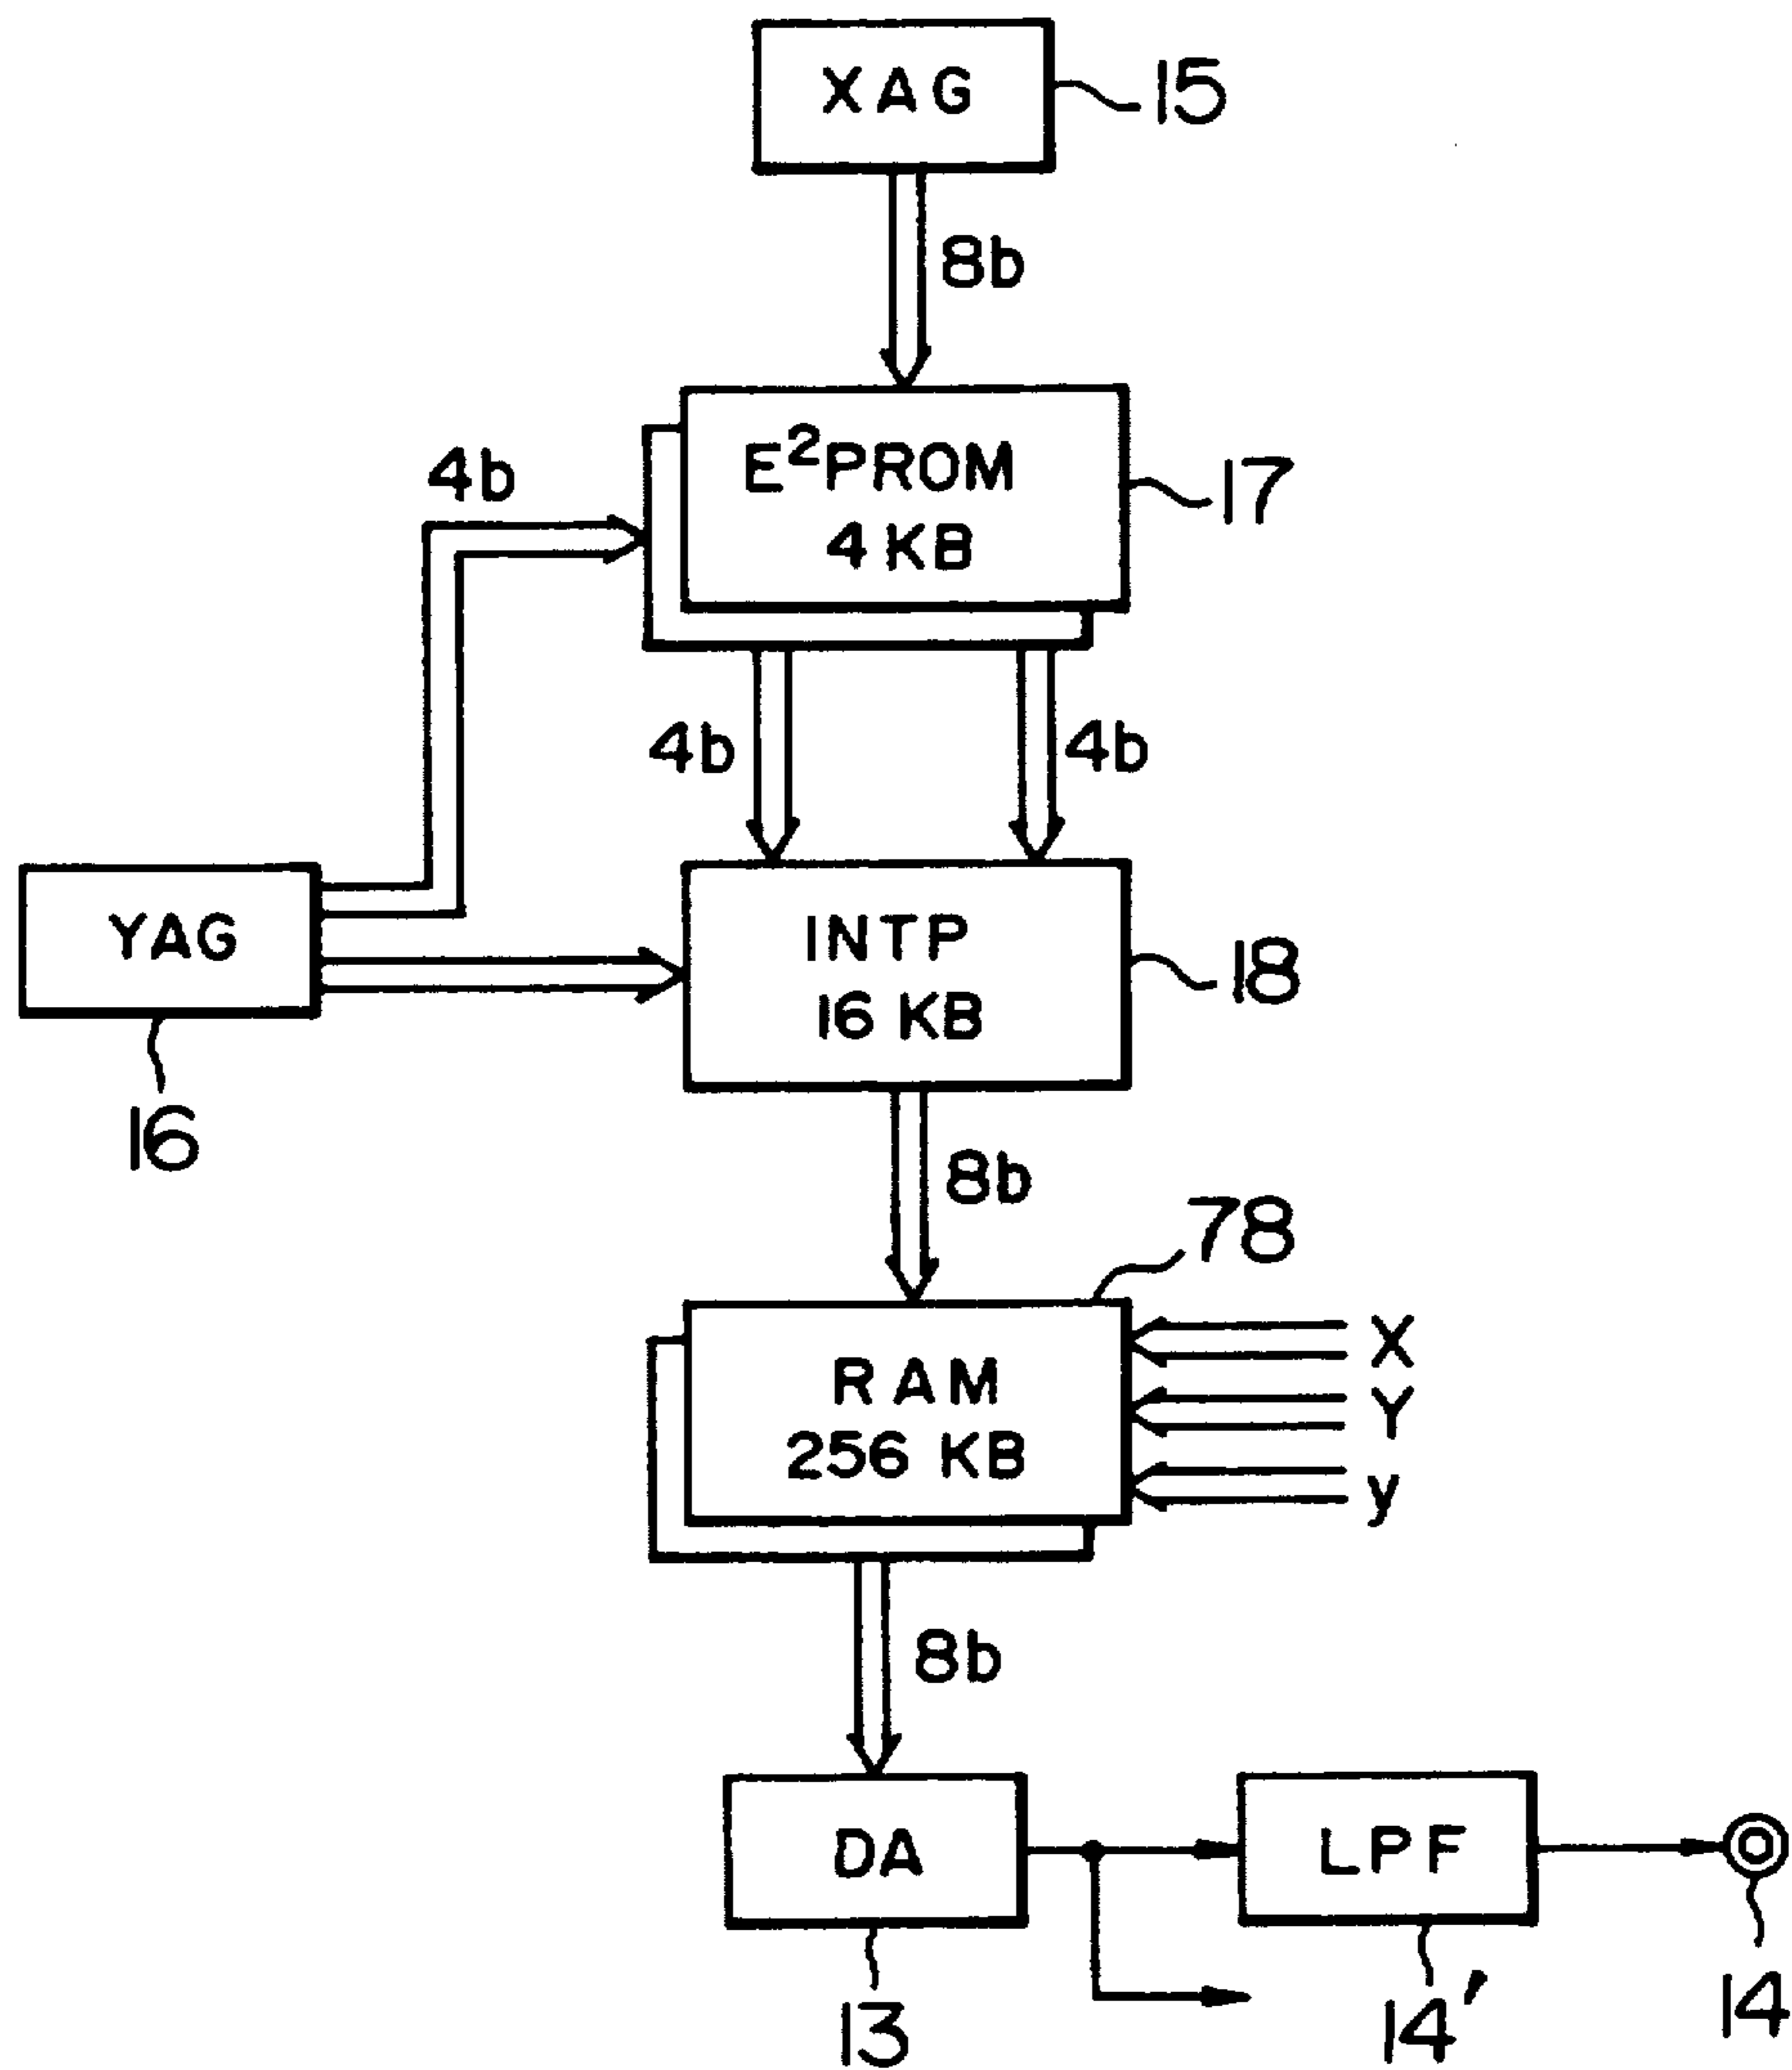 XAG
15
8b
E²PROM
4 KB
17
4b
4b
4b
YAG
16
INTP
16 KB
18
8b
78
RAM
256 KB
X
Y
y
8b
DA
13
LPF
14'
14